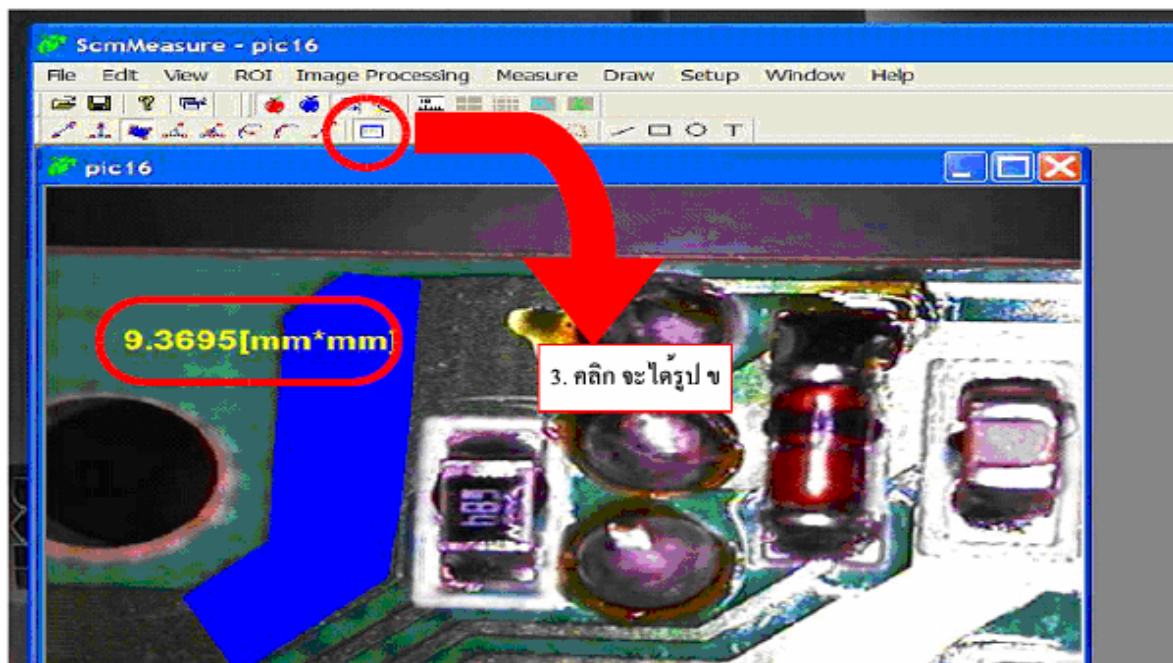 ScmMeasure - pic16
File Edit View ROI Image Processing Measure Draw Setup Window Help
T
pic16
9.3695[mm*mm]
3. คลิก จะได้รูป ข